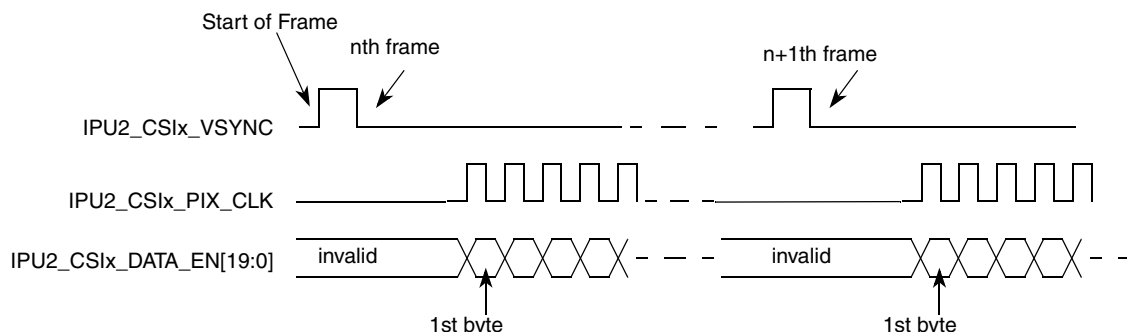 Start of Frame
nth frame
n+1th frame
IPU2_CSIx_VSYNC
IPU2_CSIx_PIX_CLK
IPU2_CSIx_DATA_EN[19:0]
invalid
invalid
1st byte
1st byte